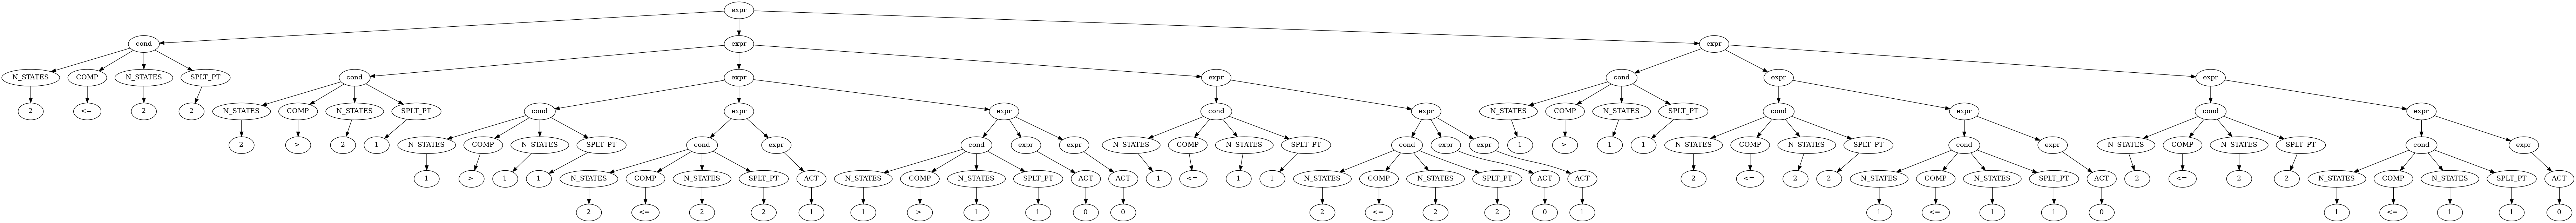 expr
cond expr expr
N_STATES COMP N_STATES SPLT_PT cond expr expr cond expr expr
2 <= 2 2 N_STATES COMP N_STATES SPLT_PT cond expr expr cond expr N_STATES COMP N_STATES SPLT_PT cond expr cond expr
2 > 2 1 N_STATES COMP N_STATES SPLT_PT cond expr cond expr expr N_STATES COMP N_STATES SPLT_PT cond expr expr 1 > 1 1 N_STATES COMP N_STATES SPLT_PT cond expr N_STATES COMP N_STATES SPLT_PT cond expr
1 > 1 1 N_STATES COMP N_STATES SPLT_PT ACT N_STATES COMP N_STATES SPLT_PT ACT ACT 1 <= 1 1 N_STATES COMP N_STATES SPLT_PT ACT ACT 2 <= 2 2 N_STATES COMP N_STATES SPLT_PT ACT 2 <= 2 2 N_STATES COMP N_STATES SPLT_PT ACT
2 <= 2 2 1 1 > 1 1 0 0 2 <= 2 2 0 1 1 <= 1 1 0 1 <= 1 1 0